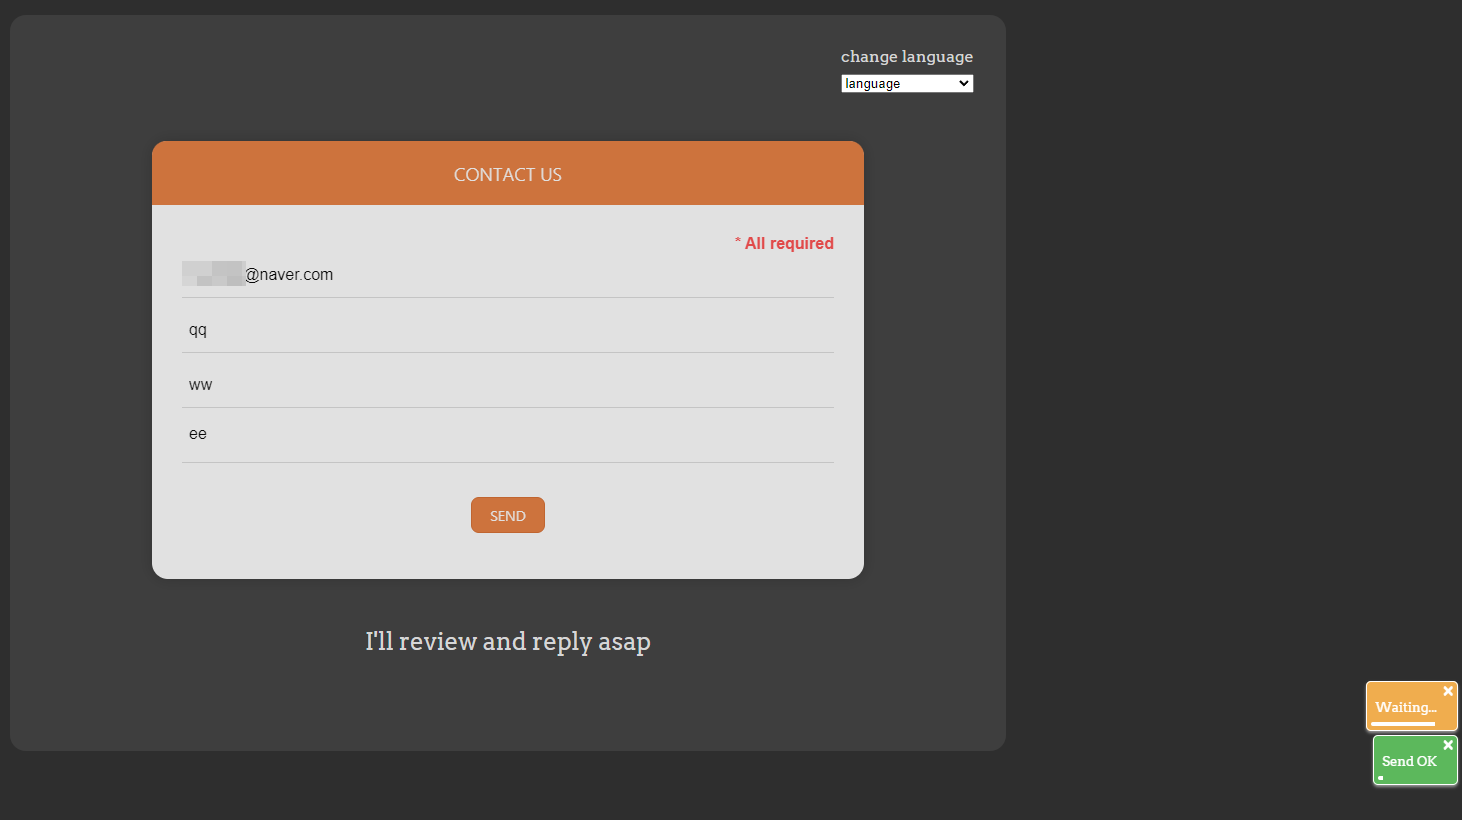 change language
language
CONTACT US
* All required
@naver.com
qq
ww
ee
SEND
I'll review and reply asap
Waiting...
Send OK